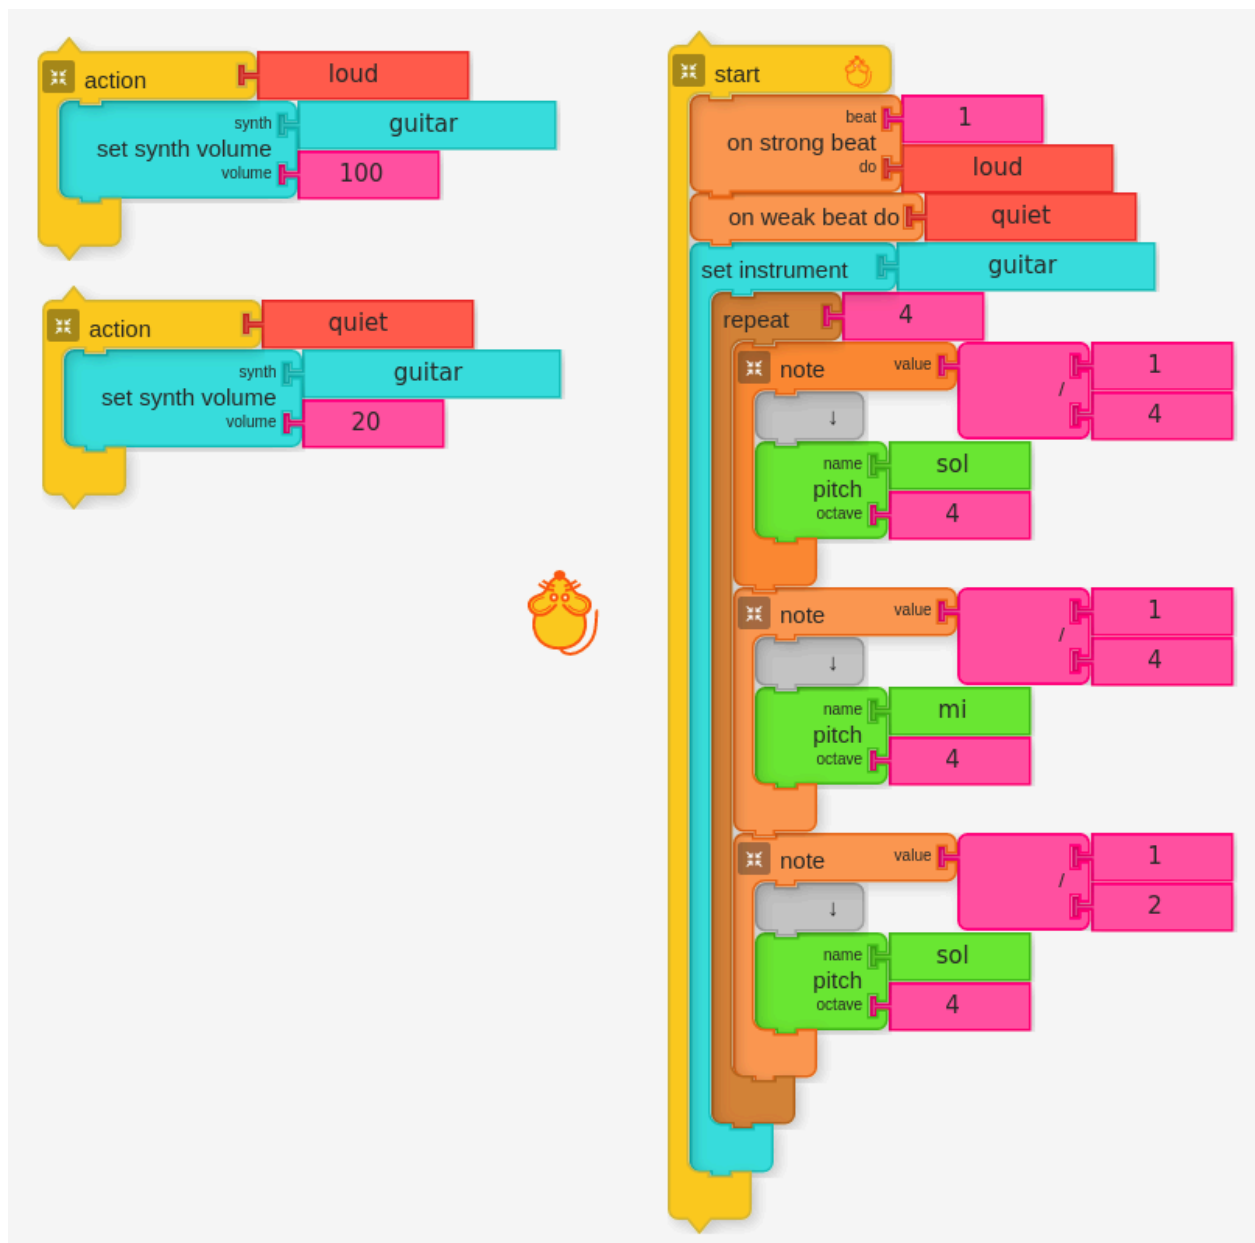 action loud
synth guitar
set synth volume
volume 100
action quiet
synth guitar
set synth volume
volume 20
start
beat 1
on strong beat
do loud
on weak beat do quiet
set instrument guitar
repeat 4
note value 1
/
4
↓
name sol
pitch
octave 4
note value 1
/
4
↓
name mi
pitch
octave 4
note value 1
/
2
↓
name sol
pitch
octave 4